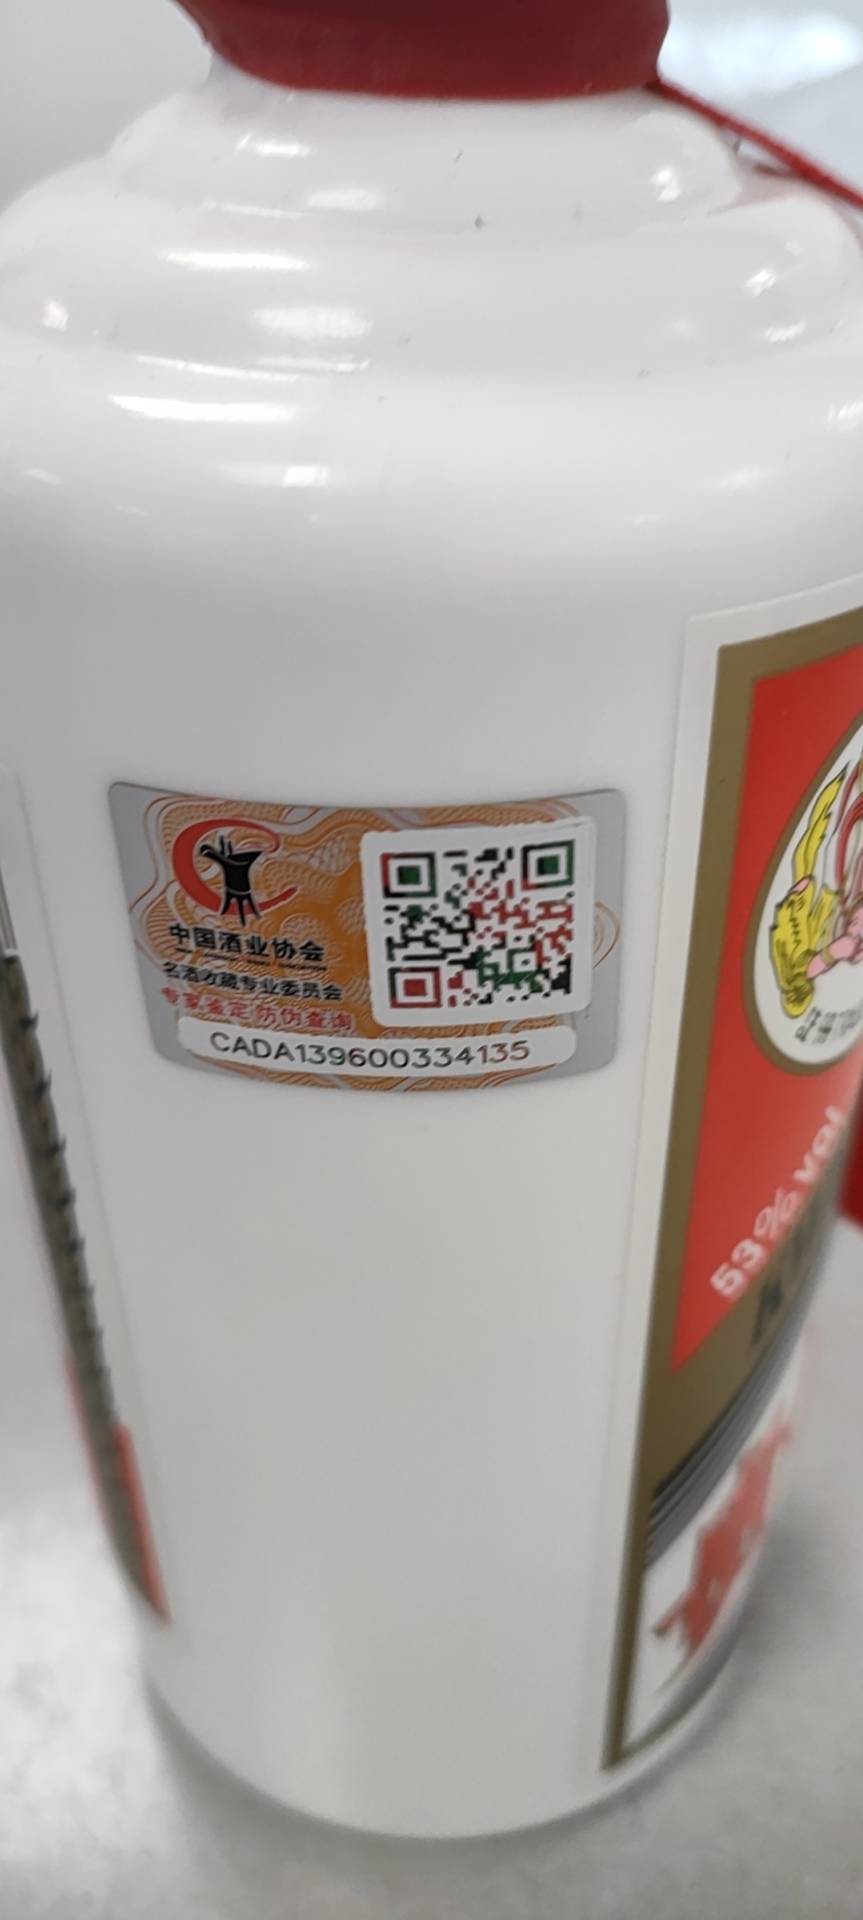 中国酒业协会
名酒收藏专业委员会
专家鉴定 防伪查询
CADA139600334135
53% vol